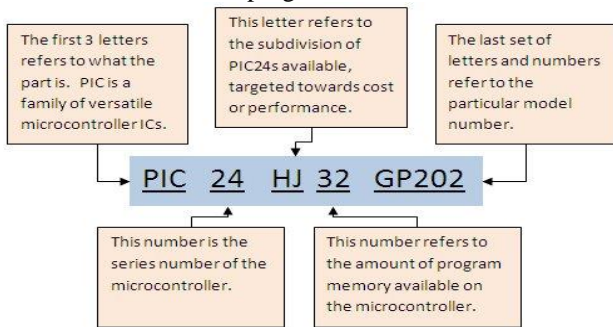 The first 3 letters
refers to what the
part is. PIC is a
family of versatile
microcontroller ICs.
This letter refers to
the subdivision of
PIC24s available,
targeted towards cost
or performance.
The last set of
letters and numbers
refer to the
particular model
number.
PIC 24 HJ 32 GP202
This number is the
series number of the
microcontroller.
This number refers to
the amount of program
memory available on
the microcontroller.